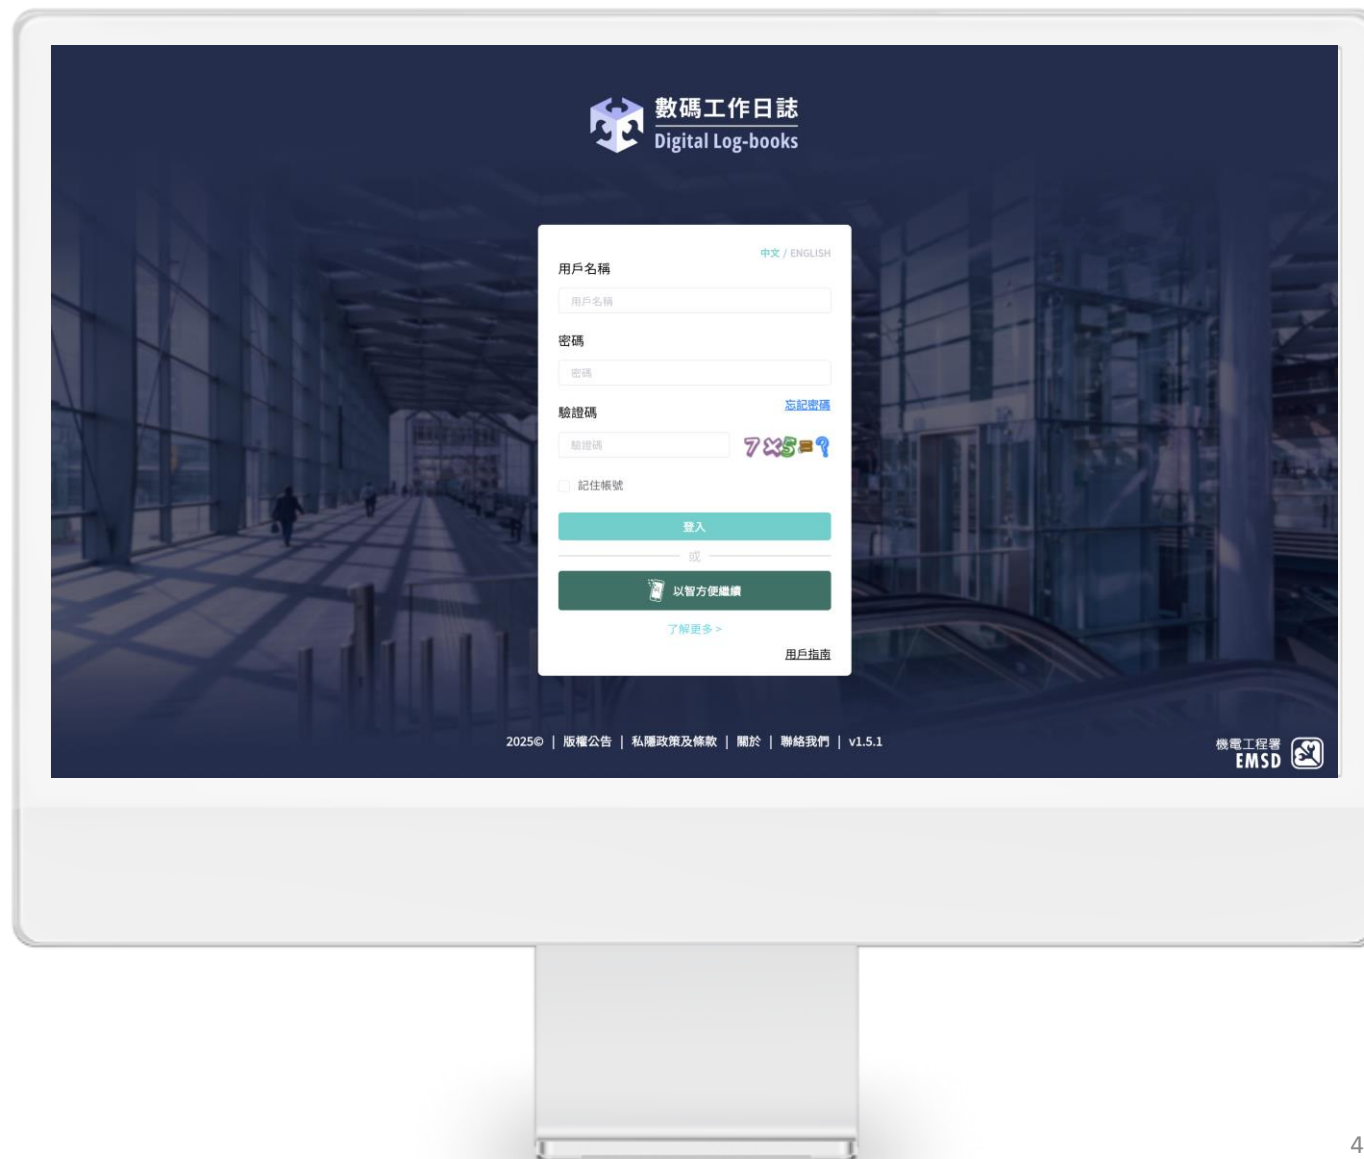 數碼工作日誌
Digital Log-books
中文 / ENGLISH
用戶名稱
用戶名稱
密碼
密碼
忘記密碼
驗證碼
驗證碼
7×5=?
記住帳號
登入
或
以智方便繼續
了解更多 >
用戶指南
2025© | 版權公告 | 私隱政策及條款 | 關於 | 聯絡我們 | v1.5.1
機電工程署
EMSD
4